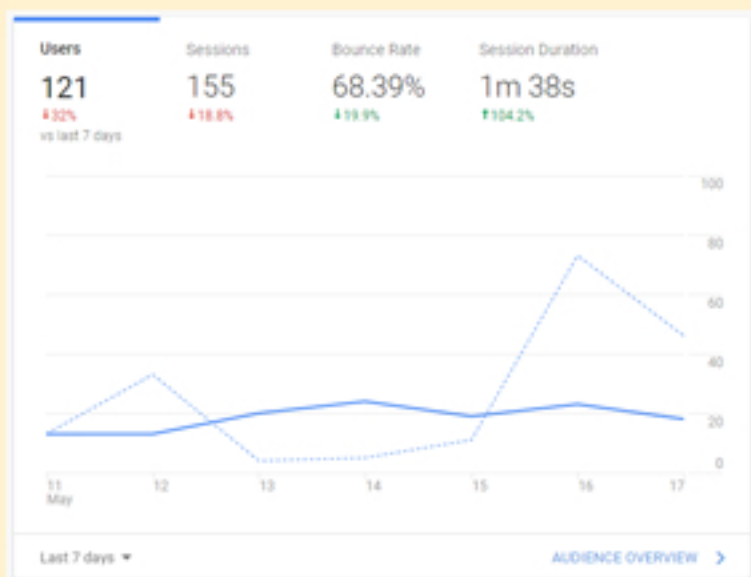 Users Sessions Bounce Rate Session Duration
121 155 68.39% 1m 38s
↓32% ↓18.8% ↓19.9% ↑104.2%
vs last 7 days
100
80
60
40
20
0
11 12 13 14 15 16 17
May
Last 7 days AUDIENCE OVERVIEW